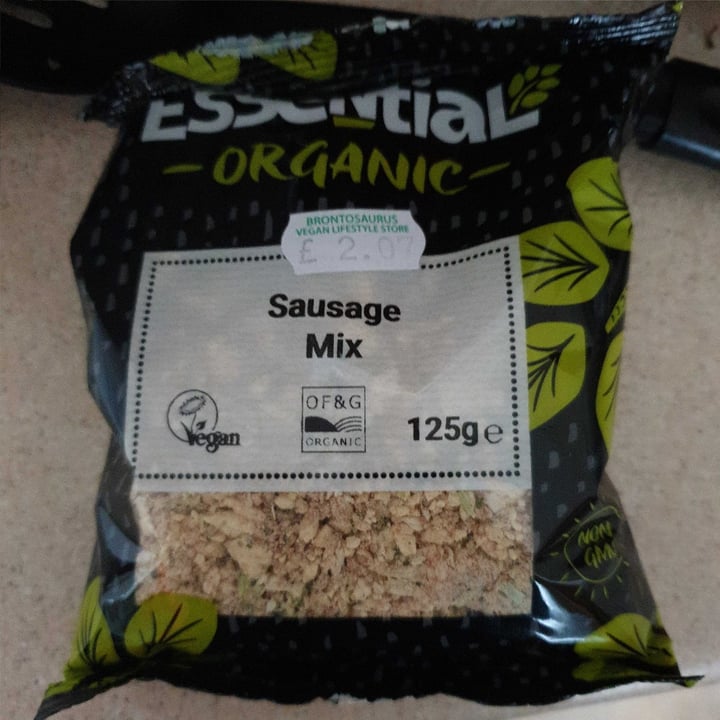 ESSENTIAL
– ORGANIC –
BRONTOSAURUS
VEGAN LIFESTYLE STORE
£ 2.07
Sausage
Mix
Vegan
OF&G
ORGANIC
125g e
NON
GMO